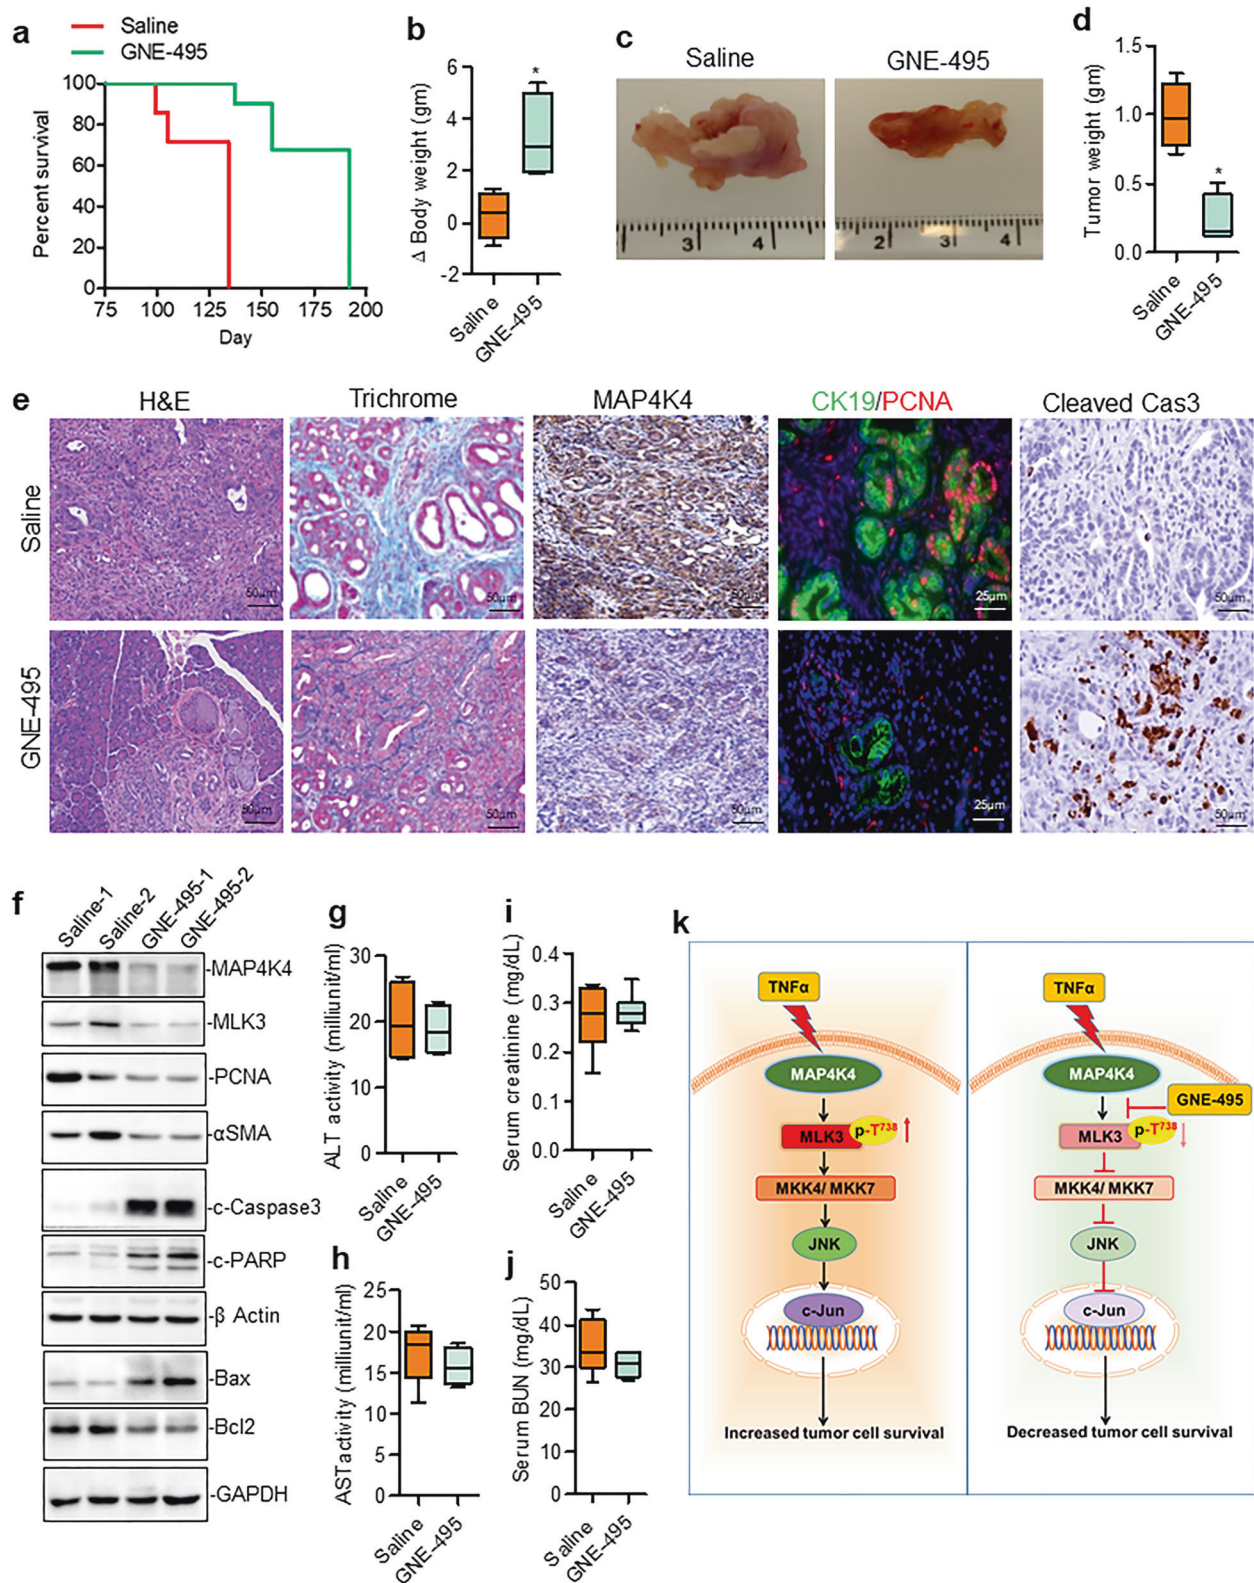 a
Saline
GNE-495
Percent survival
100
80
60
40
20
0
75 100 125 150 175 200
Day
b
Δ Body weight (gm)
6
4
2
0
-2
*
Saline
GNE-495
c
Saline
GNE-495
3 4
2 3 4
d
Tumor weight (gm)
1.5
1.0
0.5
0.0
*
Saline
GNE-495
e
H&E
Trichrome
MAP4K4
CK19/PCNA
Cleaved Cas3
Saline
50µm
50µm
50µm
25µm
50µm
GNE-495
50µm
50µm
50µm
25µm
50µm
f
Saline-1
Saline-2
GNE-495-1
GNE-495-2
-MAP4K4
-MLK3
-PCNA
-αSMA
-c-Caspase3
-c-PARP
-β Actin
-Bax
-Bcl2
-GAPDH
g
ALT activity (milliunit/ml)
30
20
10
0
Saline
GNE-495
h
AST activity (milliunit/ml)
25
20
15
10
5
0
Saline
GNE-495
i
Serum creatinine (mg/dL)
0.4
0.3
0.2
0.1
0.0
Saline
GNE-495
j
Serum BUN (mg/dL)
50
40
30
20
10
0
Saline
GNE-495
k
TNFα
MAP4K4
MLK3
p-T738
MKK4/ MKK7
JNK
c-Jun
Increased tumor cell survival
TNFα
MAP4K4
GNE-495
MLK3
p-T738
MKK4/ MKK7
JNK
c-Jun
Decreased tumor cell survival